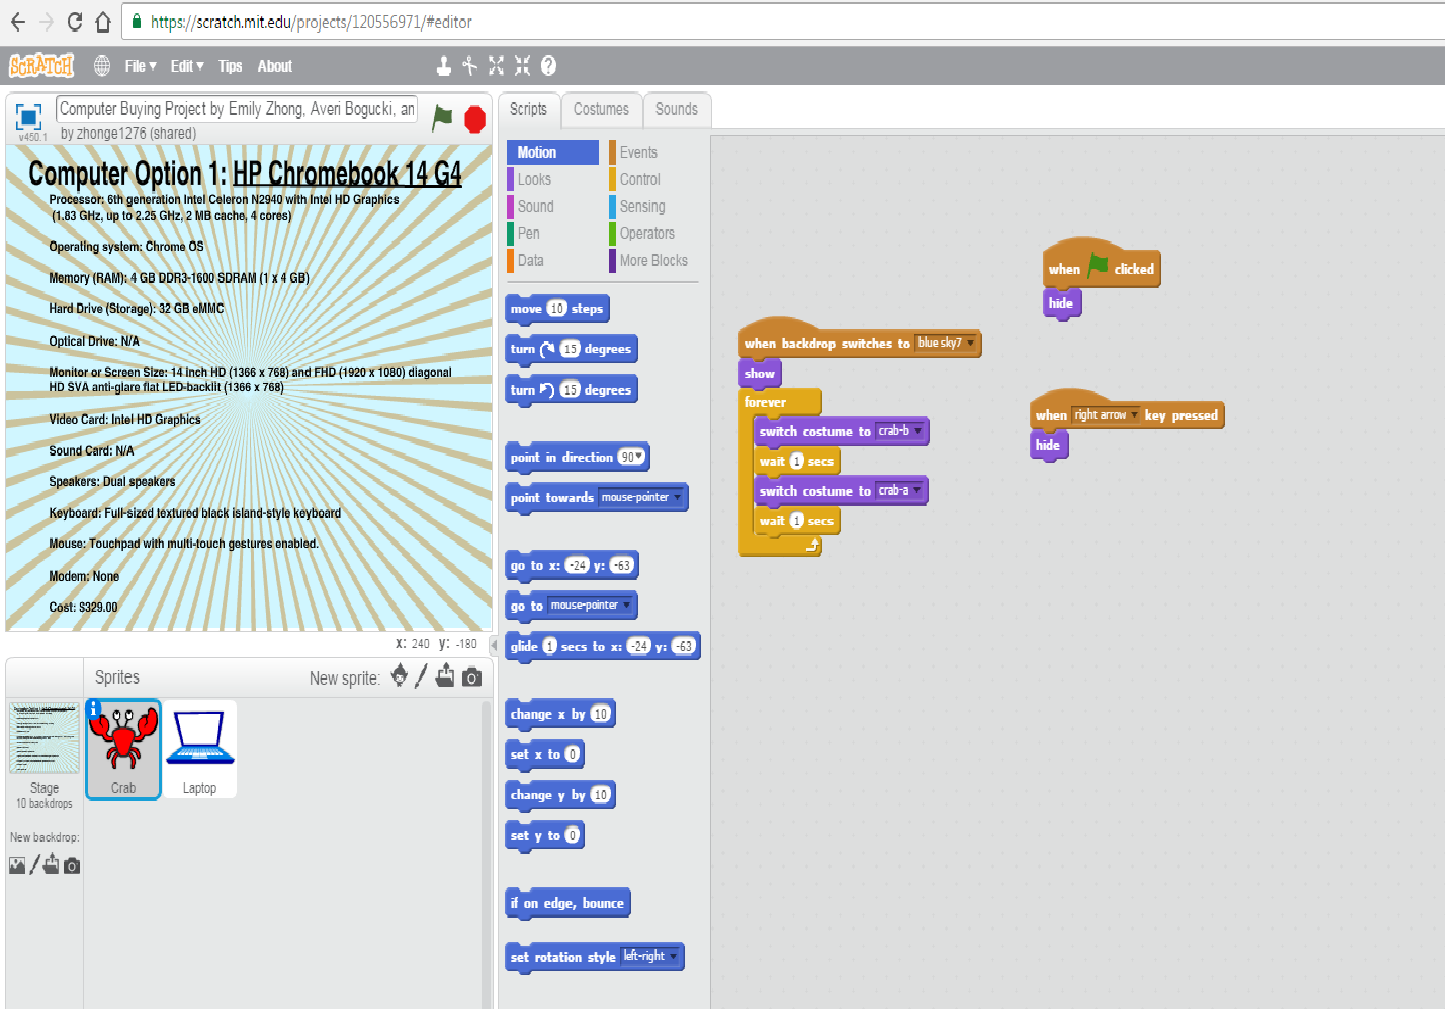 https://scratch.mit.edu/projects/120556971/#editor
SCRATCH File Edit Tips About
Computer Buying Project by Emily Zhong, Averi Bogucki, an
v450.1 by zhonge1276 (shared)
Computer Option 1: HP Chromebook 14 G4
Processor: 6th generation Intel Celeron N2940 with Intel HD Graphics
(1.83 GHz, up to 2.25 GHz, 2 MB cache, 4 cores)
Operating system: Chrome OS
Memory (RAM): 4 GB DDR3-1600 SDRAM (1 x 4 GB)
Hard Drive (Storage): 32 GB eMMC
Optical Drive: N/A
Monitor or Screen Size: 14 inch HD (1366 x 768) and FHD (1920 x 1080) diagonal
HD SVA anti-glare flat LED-backlit (1366 x 768)
Video Card: Intel HD Graphics
Sound Card: N/A
Speakers: Dual speakers
Keyboard: Full-sized textured black island-style keyboard
Mouse: Touchpad with multi-touch gestures enabled.
Modem: None
Cost: $329.00
x: 240 y: -180
Sprites New sprite:
Crab
Laptop
Stage
10 backdrops
New backdrop:
Scripts Costumes Sounds
Motion Events
Looks Control
Sound Sensing
Pen Operators
Data More Blocks
move 10 steps
turn 15 degrees
turn 15 degrees
point in direction 90
point towards mouse-pointer
go to x: -24 y: -63
go to mouse-pointer
glide 1 secs to x: -24 y: -63
change x by 10
set x to 0
change y by 10
set y to 0
if on edge, bounce
set rotation style left-right
when backdrop switches to blue sky7
show
forever
switch costume to crab-b
wait 1 secs
switch costume to crab-a
wait 1 secs
when clicked
hide
when right arrow key pressed
hide